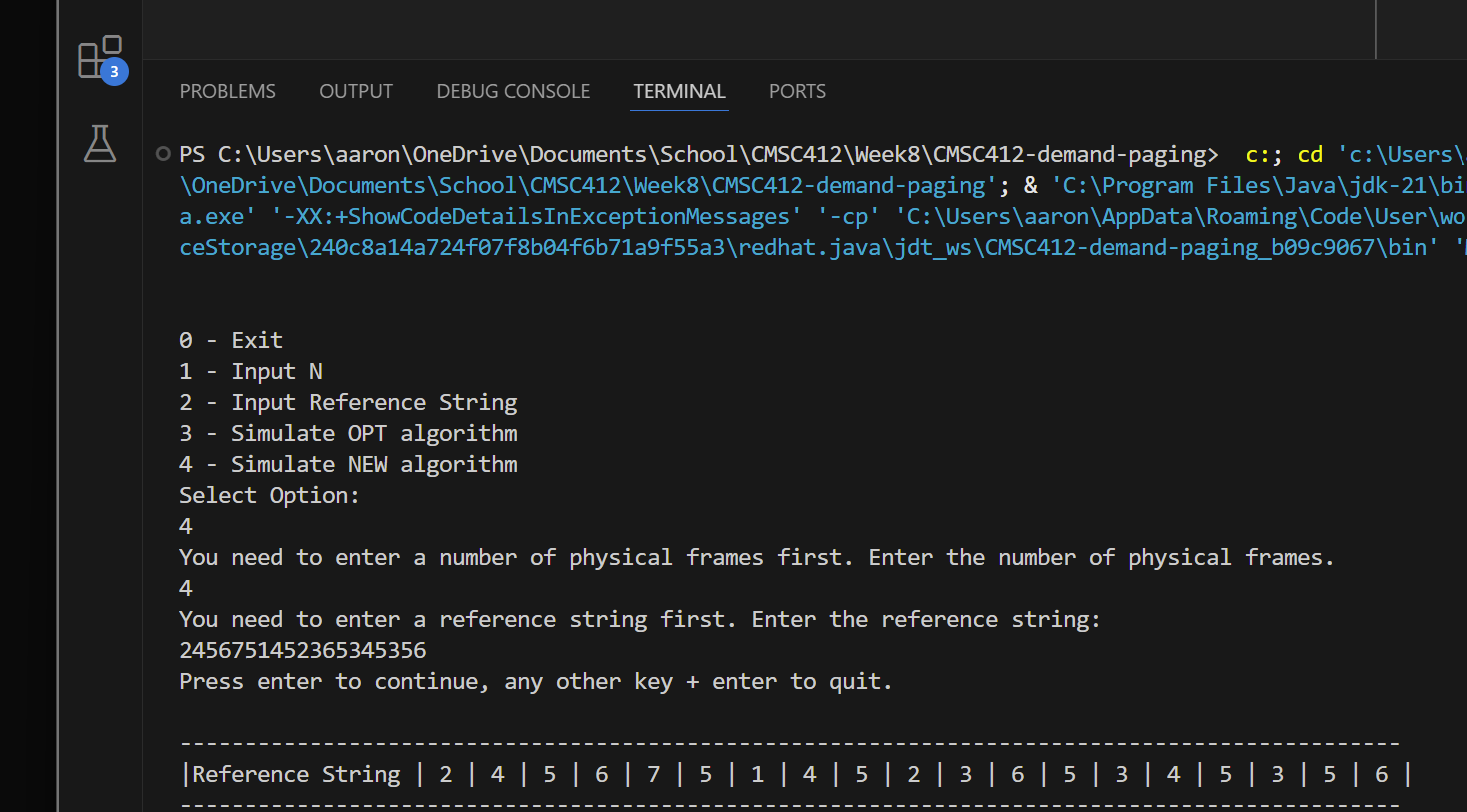 3
PROBLEMS OUTPUT DEBUG CONSOLE TERMINAL PORTS
PS C:\Users\aaron\OneDrive\Documents\School\CMSC412\Week8\CMSC412-demand-paging> c:; cd 'c:\Users\
\OneDrive\Documents\School\CMSC412\Week8\CMSC412-demand-paging'; & 'C:\Program Files\Java\jdk-21\bi
a.exe' '-XX:+ShowCodeDetailsInExceptionMessages' '-cp' 'C:\Users\aaron\AppData\Roaming\Code\User\wo
ceStorage\240c8a14a724f07f8b04f6b71a9f55a3\redhat.java\jdt_ws\CMSC412-demand-paging_b09c9067\bin' '
0 - Exit
1 - Input N
2 - Input Reference String
3 - Simulate OPT algorithm
4 - Simulate NEW algorithm
Select Option:
4
You need to enter a number of physical frames first. Enter the number of physical frames.
4
You need to enter a reference string first. Enter the reference string:
2456751452365345356
Press enter to continue, any other key + enter to quit.
----------------------------------------------------------------------------------------------
|Reference String | 2 | 4 | 5 | 6 | 7 | 5 | 1 | 4 | 5 | 2 | 3 | 6 | 5 | 3 | 4 | 5 | 3 | 5 | 6 |
----------------------------------------------------------------------------------------------